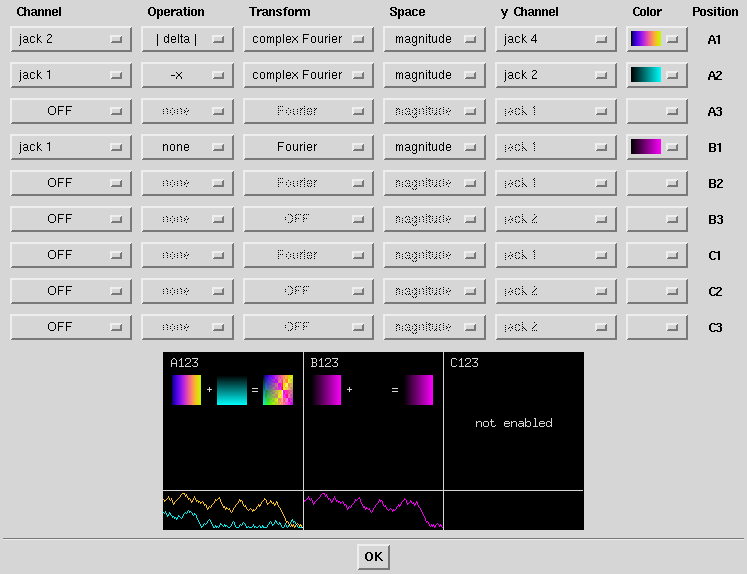 Channel Operation Transform Space y Channel Color Position
jack 2 | delta | complex Fourier magnitude jack 4 A1
jack 1 -x complex Fourier magnitude jack 2 A2
OFF none Fourier magnitude jack 1 A3
jack 1 none Fourier magnitude jack 1 B1
OFF none Fourier magnitude jack 1 B2
OFF none OFF magnitude jack 2 B3
OFF none Fourier magnitude jack 1 C1
OFF none OFF magnitude jack 2 C2
OFF none OFF magnitude jack 2 C3
A123 B123 C123
+ = + =
not enabled
OK